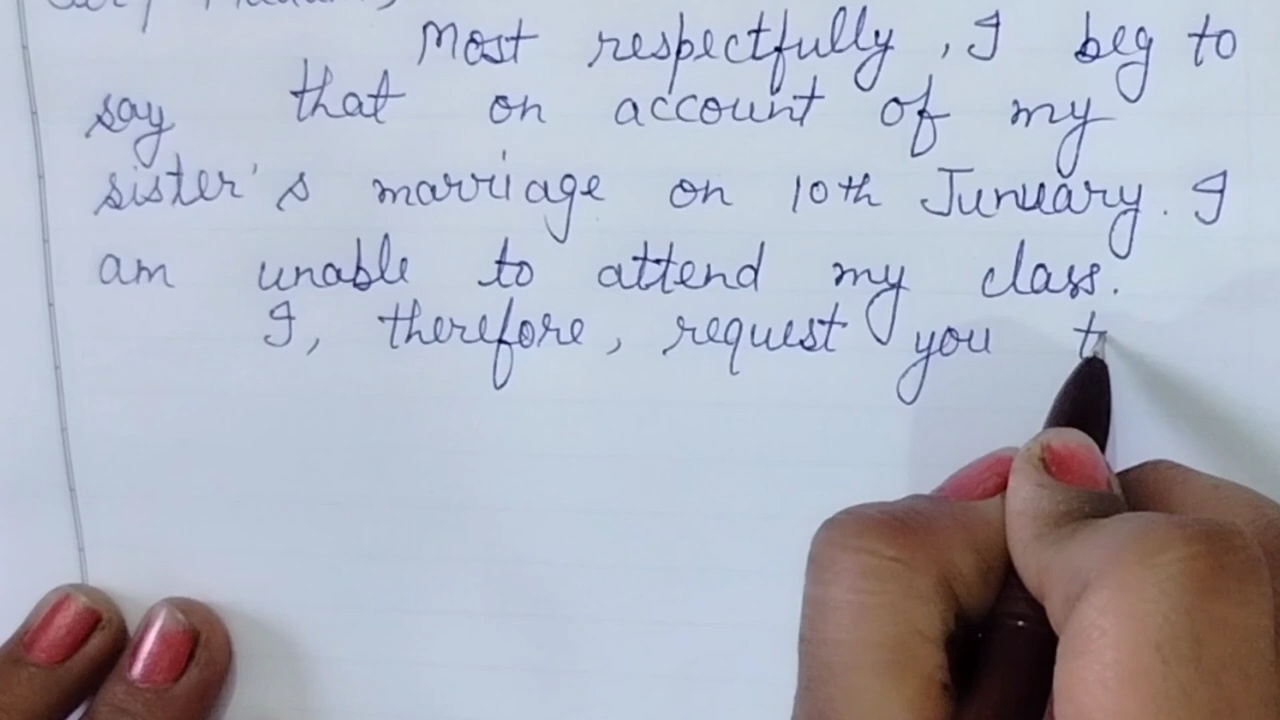 Most respectfully, I beg to
say that on account of my
sister's marriage on 10th Junuary. I
am unable to attend my class.
I, therefore, request you t